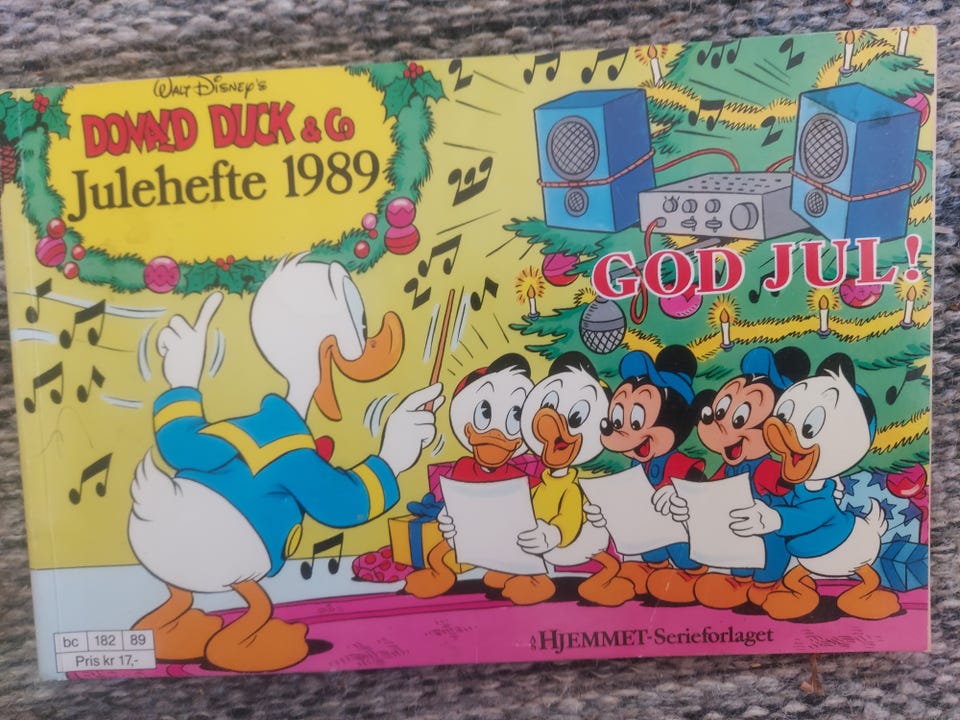 WALT DISNEY'S
DONALD DUCK & Co
Julehefte 1989
GOD JUL!
HJEMMET-Serieforlaget
bc 182 89
Pris kr 17,-